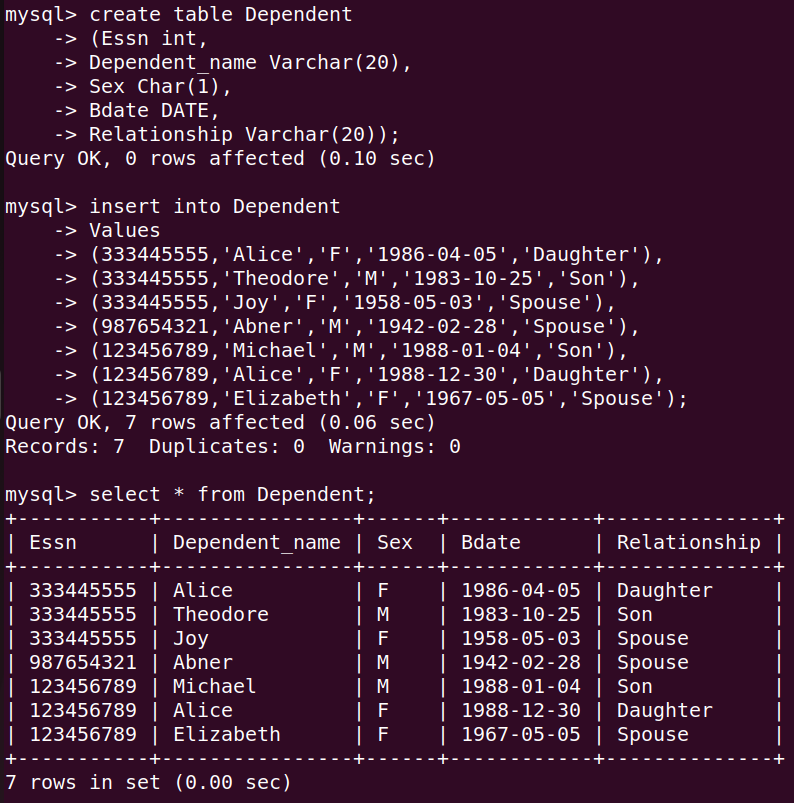 mysql> create table Dependent
    -> (Essn int,
    -> Dependent_name Varchar(20),
    -> Sex Char(1),
    -> Bdate DATE,
    -> Relationship Varchar(20));
Query OK, 0 rows affected (0.10 sec)

mysql> insert into Dependent
    -> Values
    -> (333445555,'Alice','F','1986-04-05','Daughter'),
    -> (333445555,'Theodore','M','1983-10-25','Son'),
    -> (333445555,'Joy','F','1958-05-03','Spouse'),
    -> (987654321,'Abner','M','1942-02-28','Spouse'),
    -> (123456789,'Michael','M','1988-01-04','Son'),
    -> (123456789,'Alice','F','1988-12-30','Daughter'),
    -> (123456789,'Elizabeth','F','1967-05-05','Spouse');
Query OK, 7 rows affected (0.06 sec)
Records: 7  Duplicates: 0  Warnings: 0

mysql> select * from Dependent;
+-----------+----------------+------+------------+--------------+
| Essn      | Dependent_name | Sex  | Bdate      | Relationship |
+-----------+----------------+------+------------+--------------+
| 333445555 | Alice          | F    | 1986-04-05 | Daughter     |
| 333445555 | Theodore       | M    | 1983-10-25 | Son          |
| 333445555 | Joy            | F    | 1958-05-03 | Spouse       |
| 987654321 | Abner          | M    | 1942-02-28 | Spouse       |
| 123456789 | Michael        | M    | 1988-01-04 | Son          |
| 123456789 | Alice          | F    | 1988-12-30 | Daughter     |
| 123456789 | Elizabeth      | F    | 1967-05-05 | Spouse       |
+-----------+----------------+------+------------+--------------+
7 rows in set (0.00 sec)